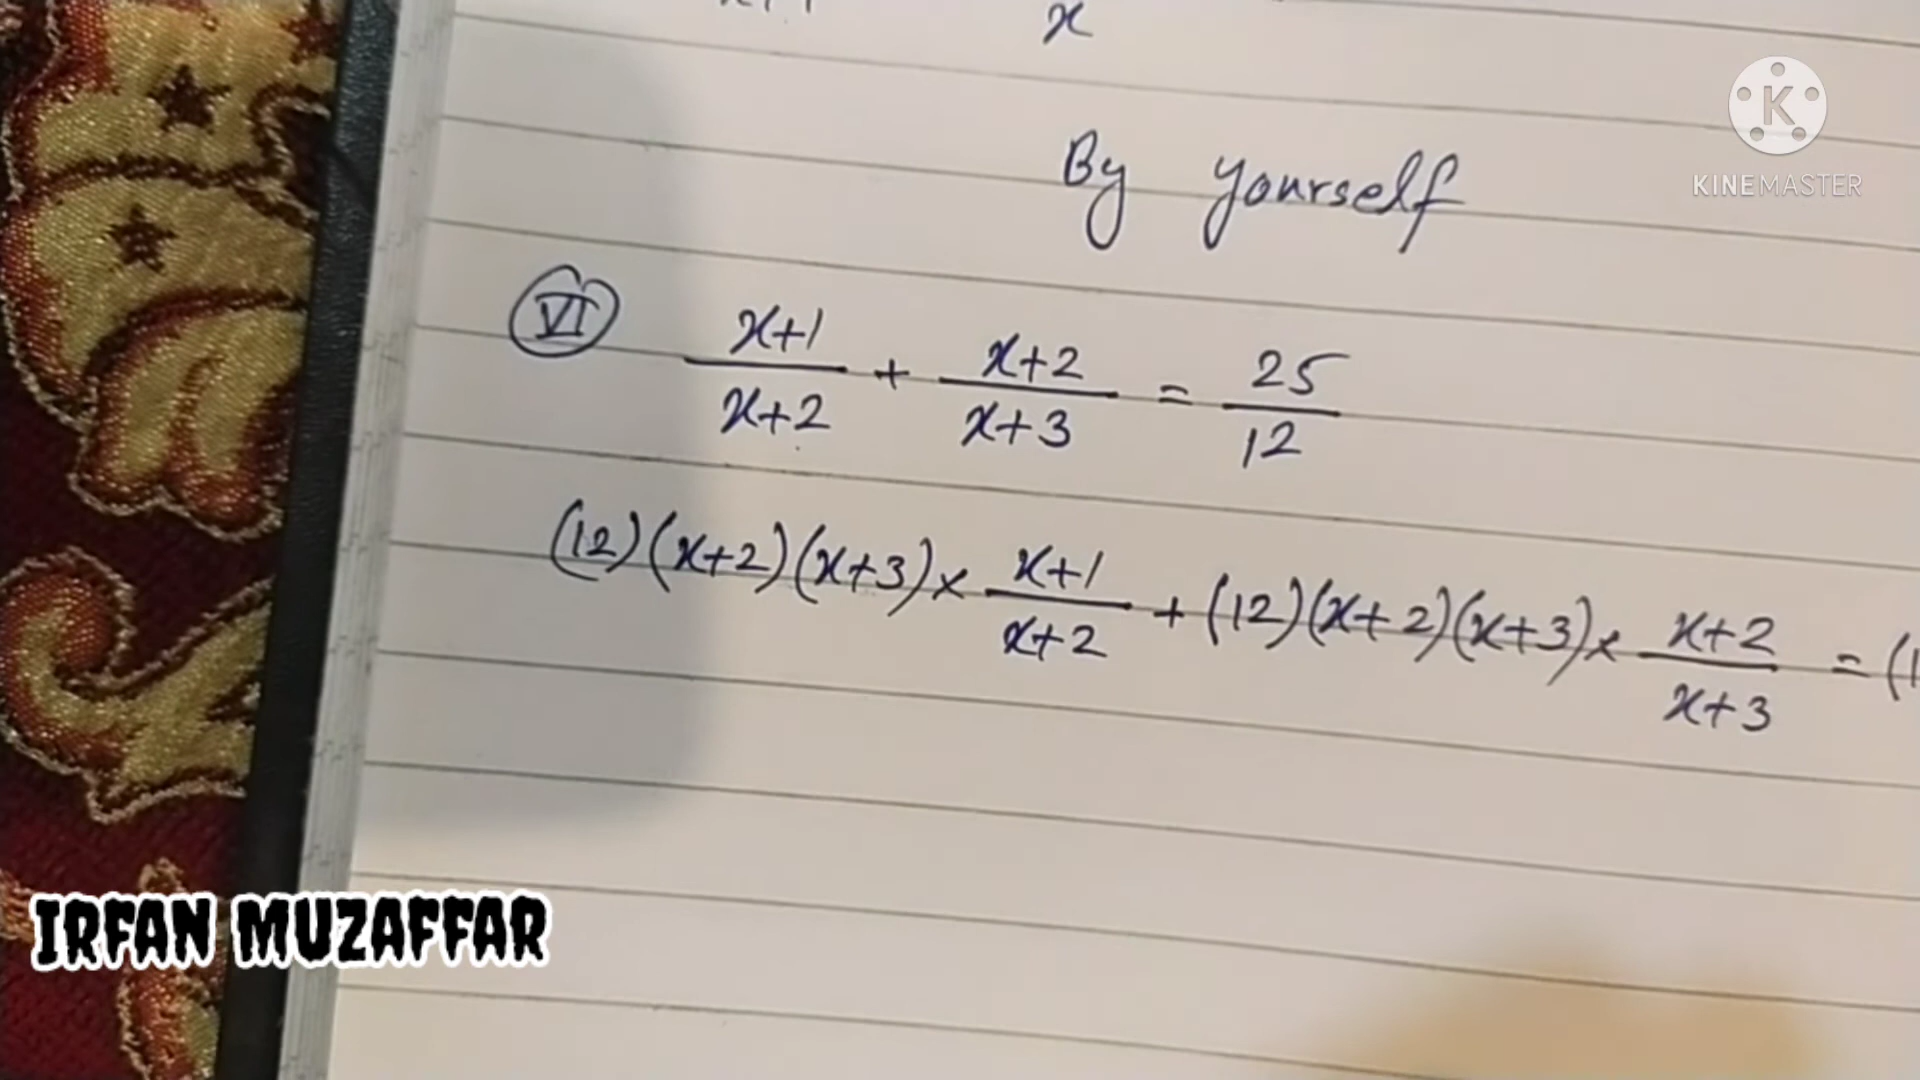 x
By yourself
KINEMASTER
VI x+1/x+2 + x+2/x+3 = 25/12
(12)(x+2)(x+3)× x+1/x+2 + (12)(x+2)(x+3)× x+2/x+3 = (1
IRFAN MUZAFFAR